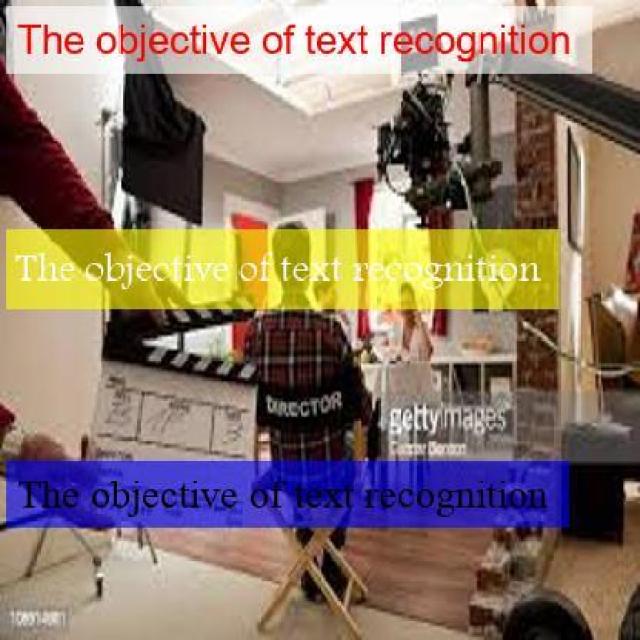 The objective of text recognition
The objective of text recognition
DIRECTOR
gettyimages
The objective of text recognition